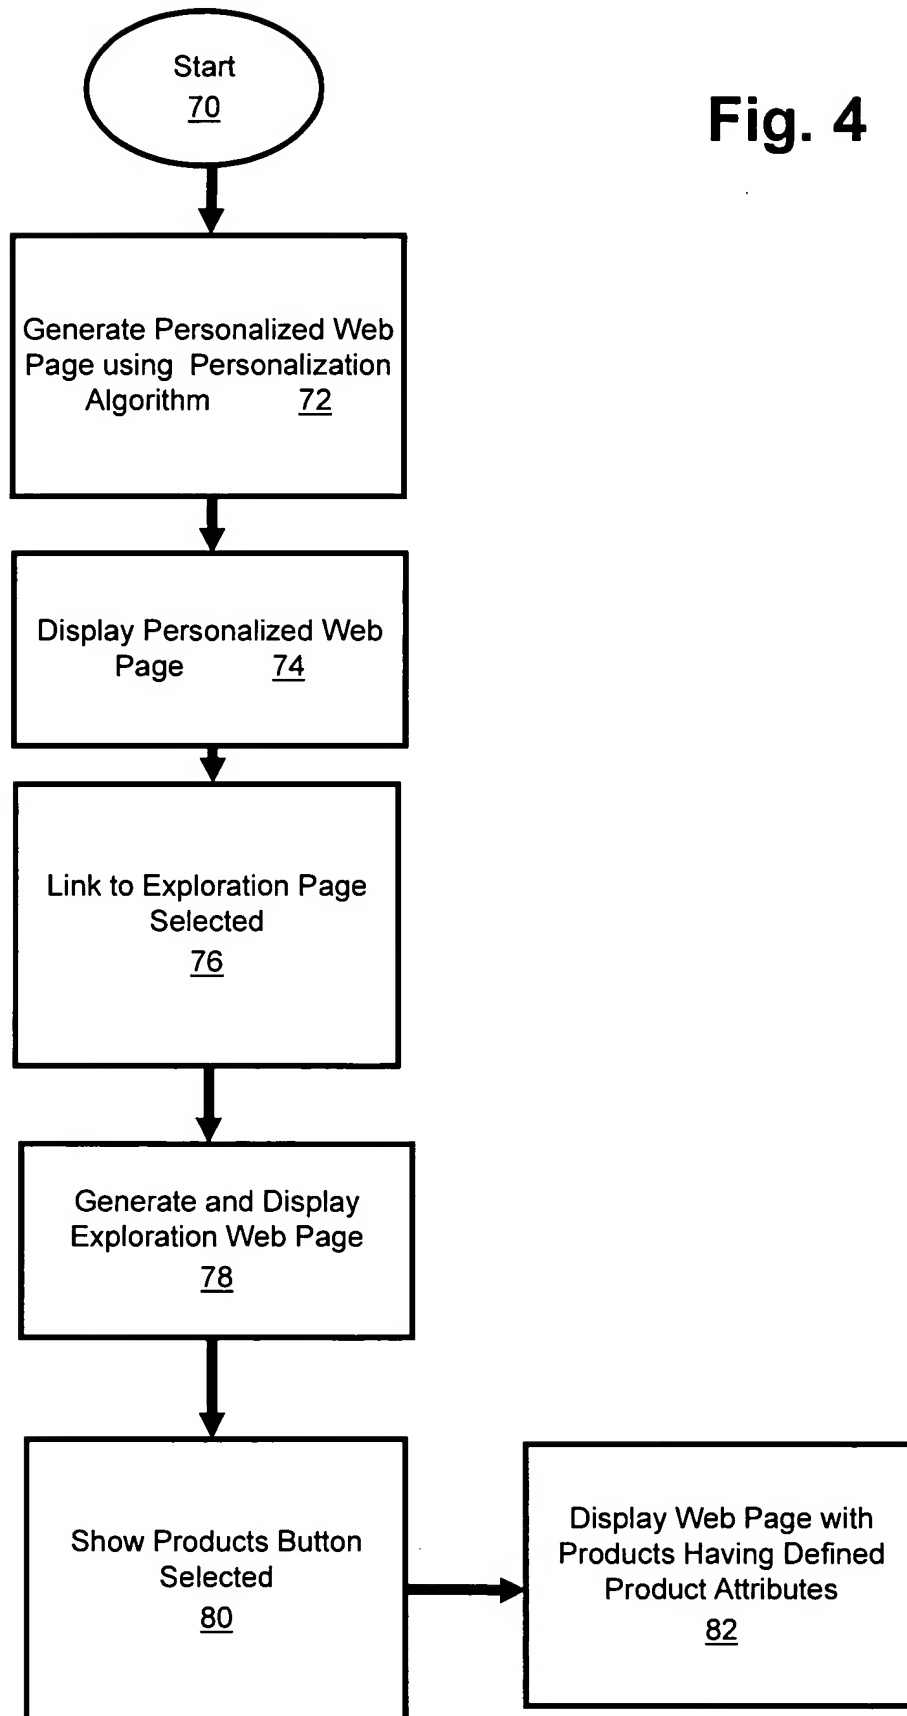 Start
70
Fig. 4
Generate Personalized Web
Page using Personalization
Algorithm 72
Display Personalized Web
Page 74
Link to Exploration Page
Selected
76
Generate and Display
Exploration Web Page
78
Show Products Button
Selected
80
Display Web Page with
Products Having Defined
Product Attributes
82